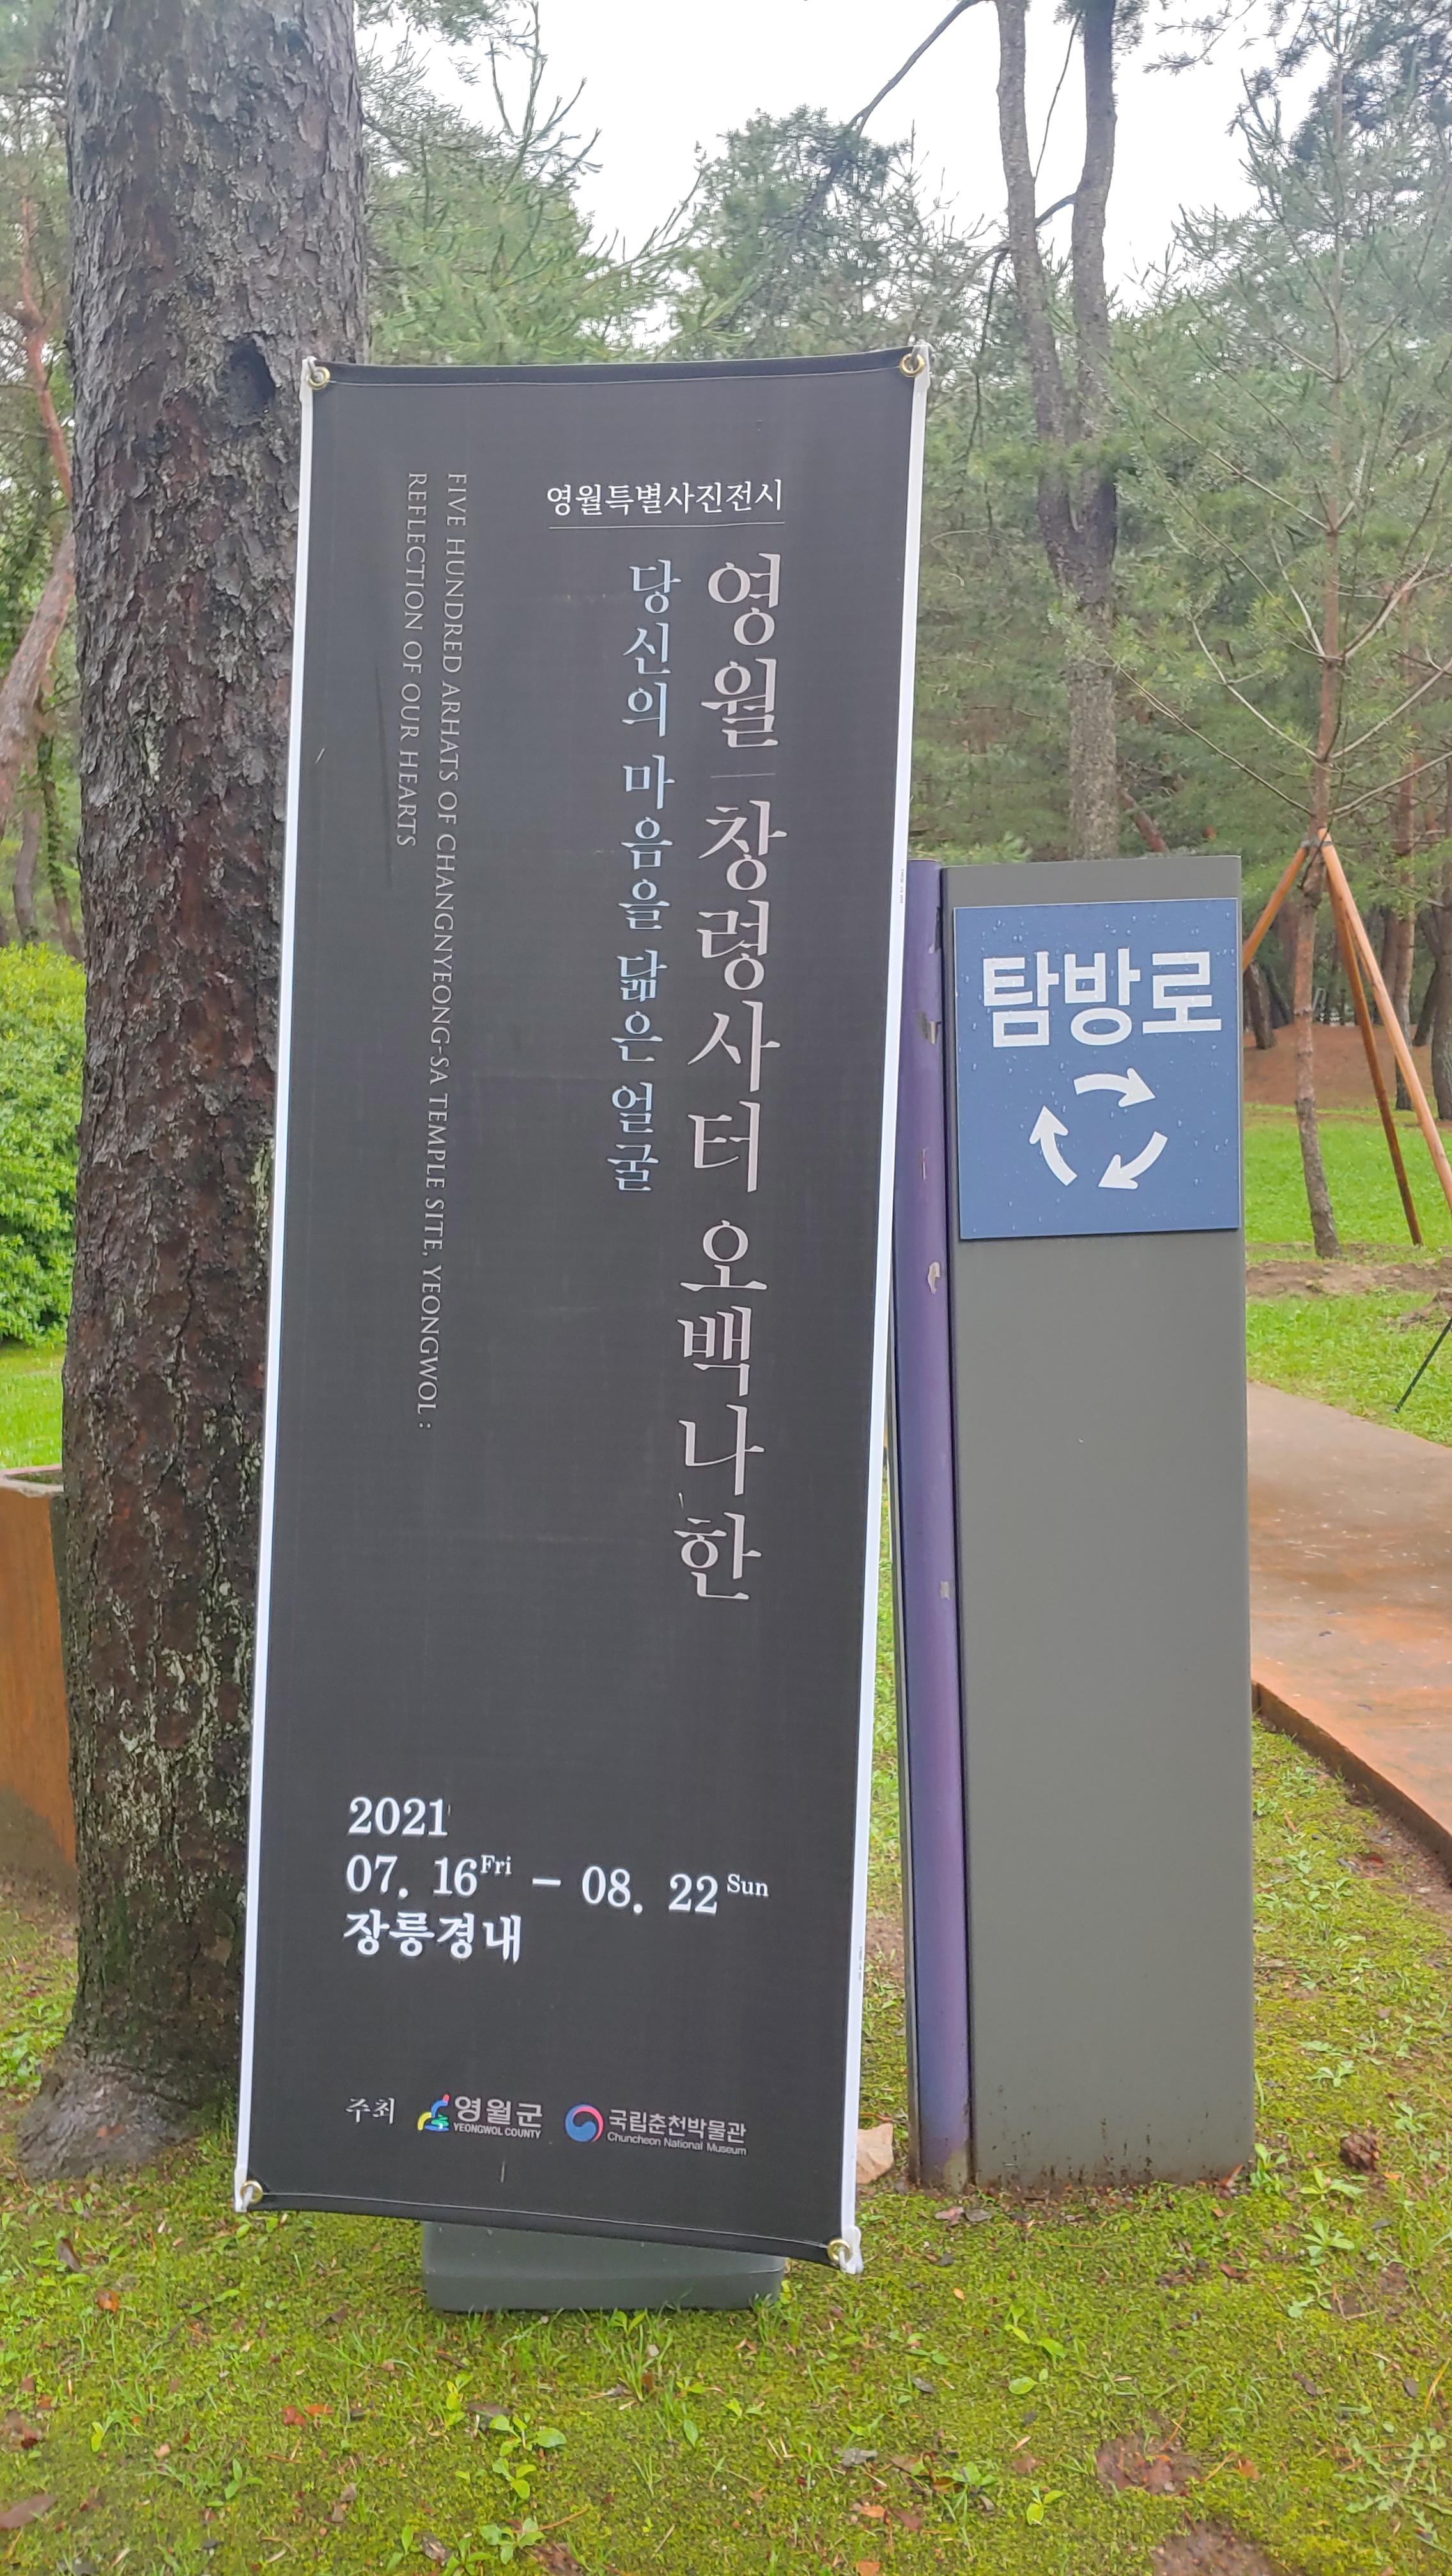 영월특별사진전시
영월 창령사터 오백나한
당신의 마음을 닮은 얼굴
FIVE HUNDRED ARHATS OF CHANGNYEONG-SA TEMPLE SITE, YEONGWOL :
REFLECTION OF OUR HEARTS
2021
07. 16 Fri – 08. 22 Sun
장릉경내
주최
영월군
YEONGWOL COUNTY
국립춘천박물관
Chuncheon National Museum
탐방로